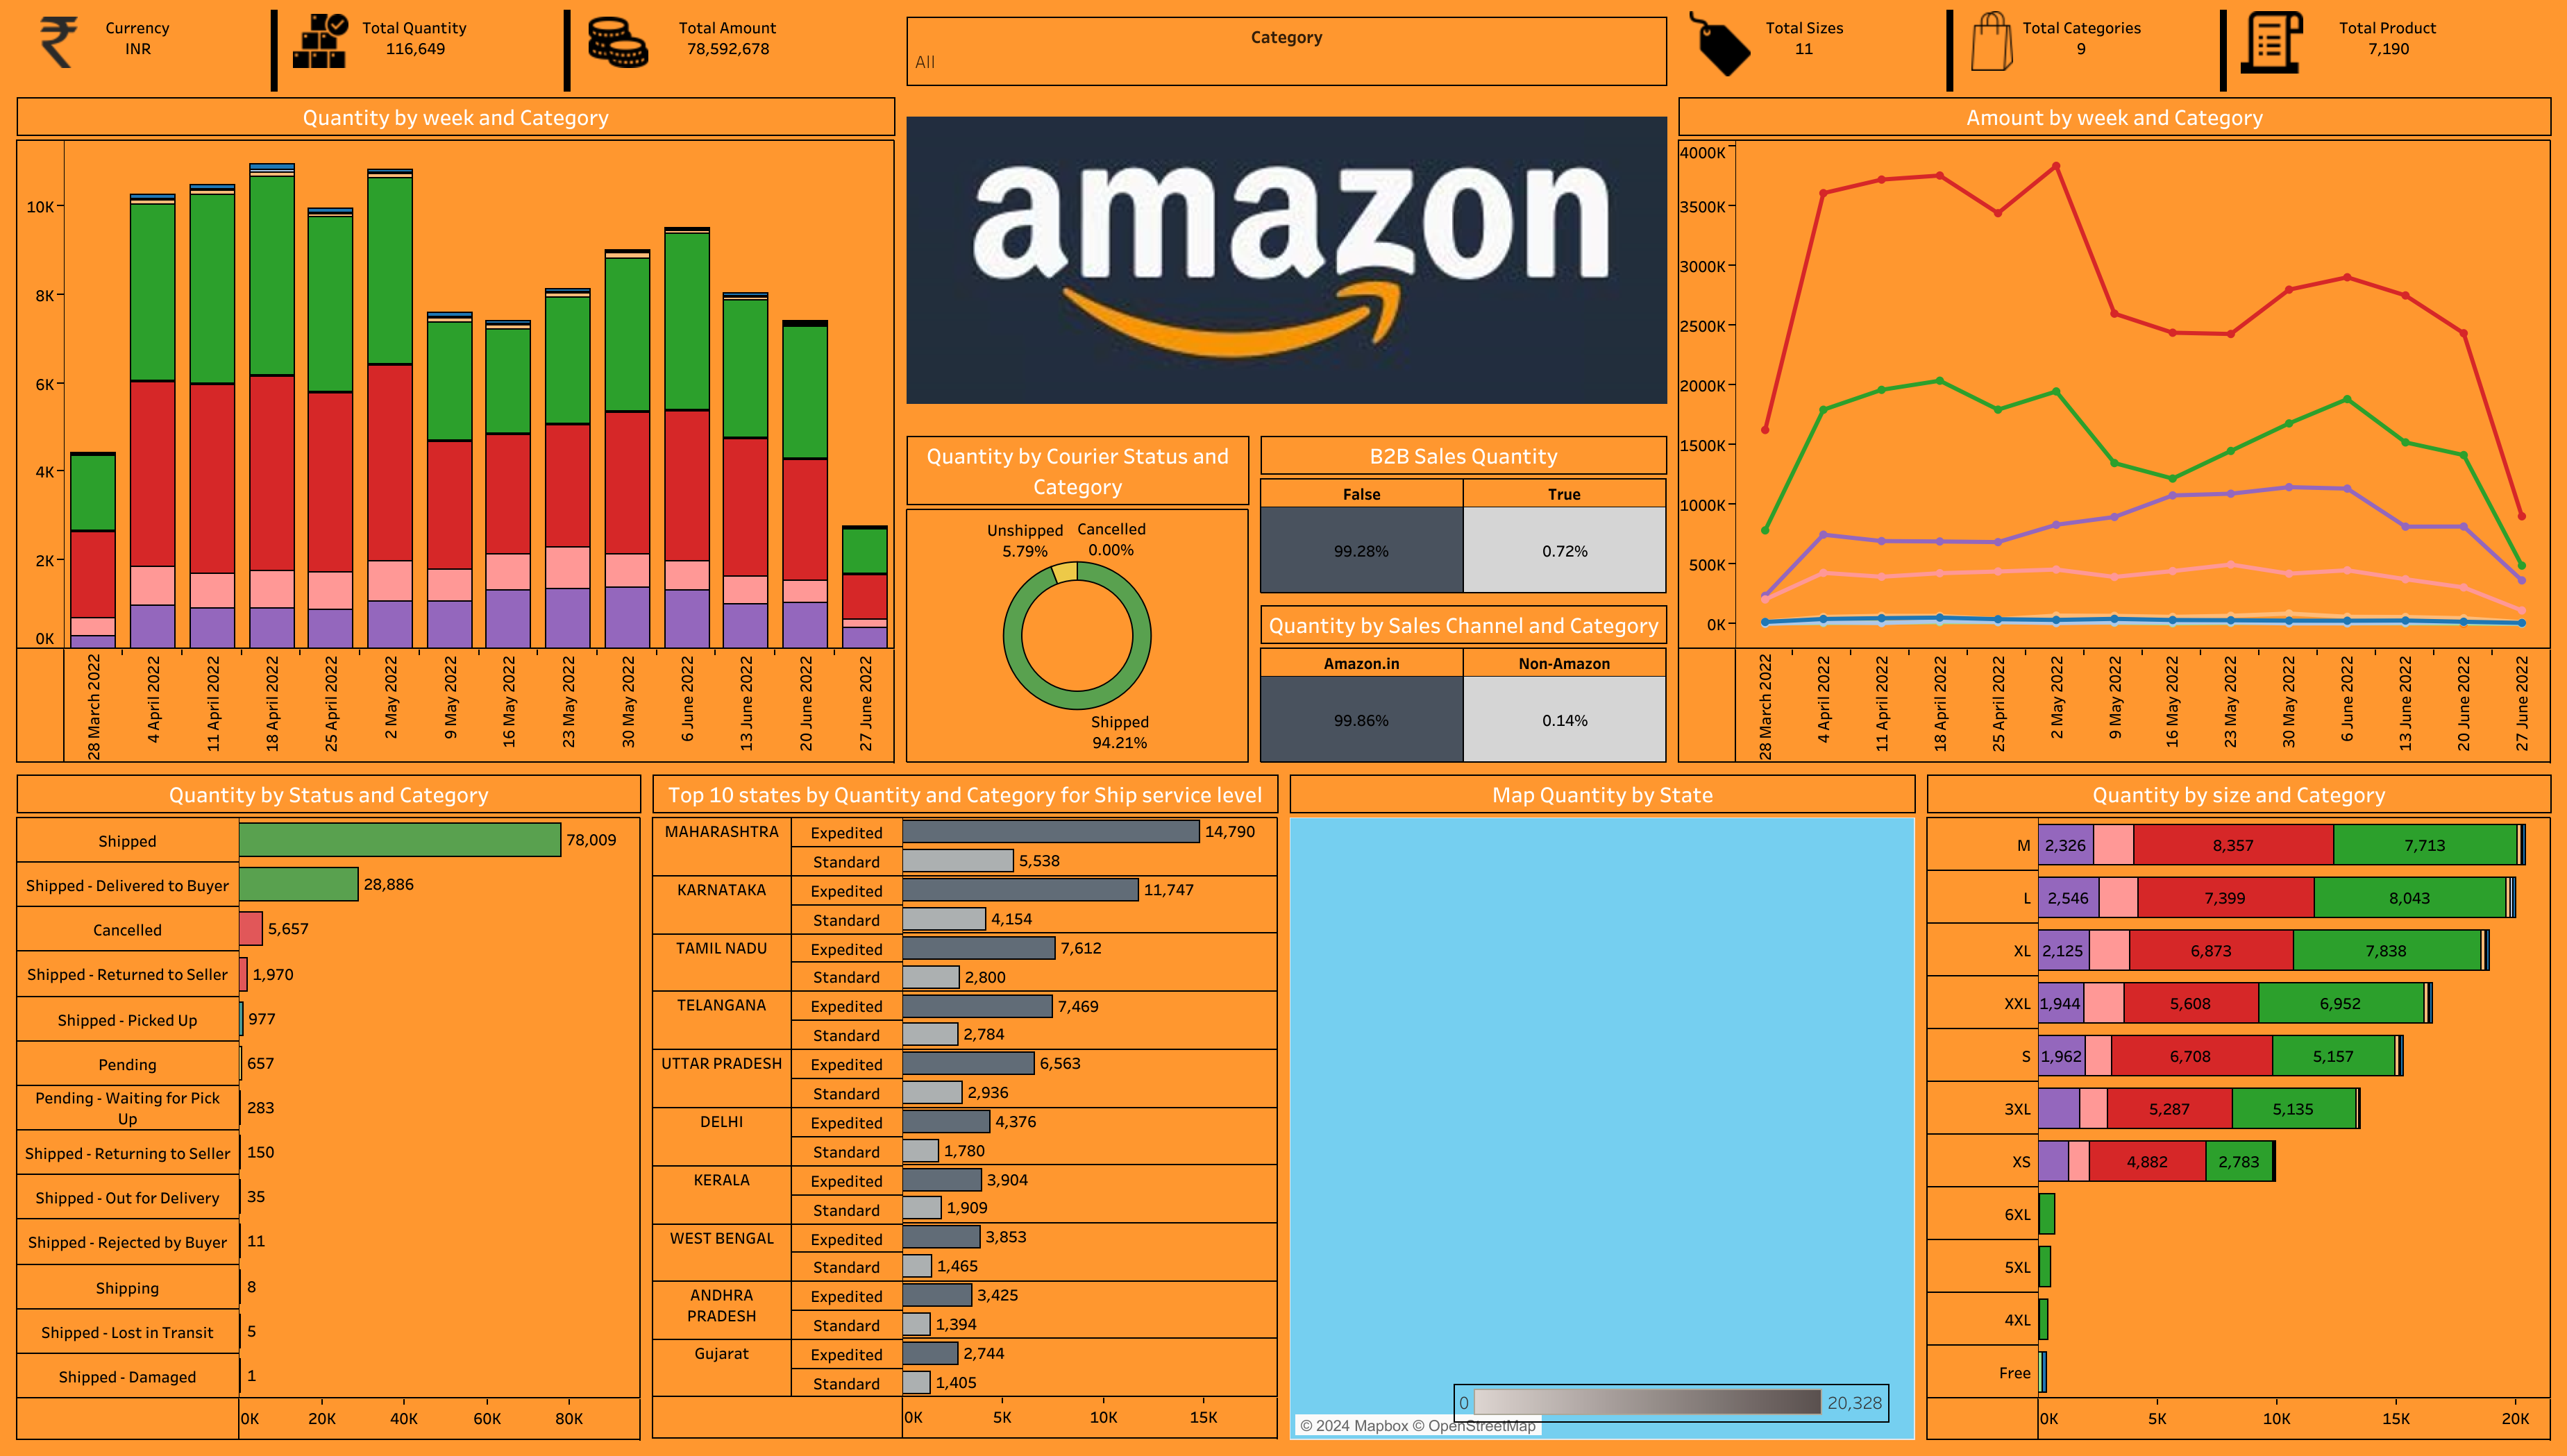 Currency
INR
Total Quantity
116,649
Total Amount
78,592,678
Category
All
Total Sizes
11
Total Categories
9
Total Product
7,190
Quantity by week and Category
10K
8K
6K
4K
2K
0K
28 March 2022
4 April 2022
11 April 2022
18 April 2022
25 April 2022
2 May 2022
9 May 2022
16 May 2022
23 May 2022
30 May 2022
6 June 2022
13 June 2022
20 June 2022
27 June 2022
amazon
Quantity by Courier Status and
Category
Unshipped
5.79%
Cancelled
0.00%
Shipped
94.21%
B2B Sales Quantity
False True
99.28% 0.72%
Quantity by Sales Channel and Category
Amazon.in Non-Amazon
99.86% 0.14%
Amount by week and Category
4000K
3500K
3000K
2500K
2000K
1500K
1000K
500K
0K
28 March 2022
4 April 2022
11 April 2022
18 April 2022
25 April 2022
2 May 2022
9 May 2022
16 May 2022
23 May 2022
30 May 2022
6 June 2022
13 June 2022
20 June 2022
27 June 2022
Quantity by Status and Category
Shipped 78,009
Shipped - Delivered to Buyer 28,886
Cancelled 5,657
Shipped - Returned to Seller 1,970
Shipped - Picked Up 977
Pending 657
Pending - Waiting for Pick
Up
283
Shipped - Returning to Seller 150
Shipped - Out for Delivery 35
Shipped - Rejected by Buyer 11
Shipping 8
Shipped - Lost in Transit 5
Shipped - Damaged 1
0K 20K 40K 60K 80K
Top 10 states by Quantity and Category for Ship service level
MAHARASHTRA Expedited 14,790
Standard 5,538
KARNATAKA Expedited 11,747
Standard 4,154
TAMIL NADU Expedited 7,612
Standard 2,800
TELANGANA Expedited 7,469
Standard 2,784
UTTAR PRADESH Expedited 6,563
Standard 2,936
DELHI Expedited 4,376
Standard 1,780
KERALA Expedited 3,904
Standard 1,909
WEST BENGAL Expedited 3,853
Standard 1,465
ANDHRA
PRADESH
Expedited 3,425
Standard 1,394
Gujarat Expedited 2,744
Standard 1,405
0K 5K 10K 15K
Map Quantity by State
0 20,328
© 2024 Mapbox © OpenStreetMap
Quantity by size and Category
M 2,326 8,357 7,713
L 2,546 7,399 8,043
XL 2,125 6,873 7,838
XXL 1,944 5,608 6,952
S 1,962 6,708 5,157
3XL 5,287 5,135
XS 4,882 2,783
6XL
5XL
4XL
Free
0K 5K 10K 15K 20K